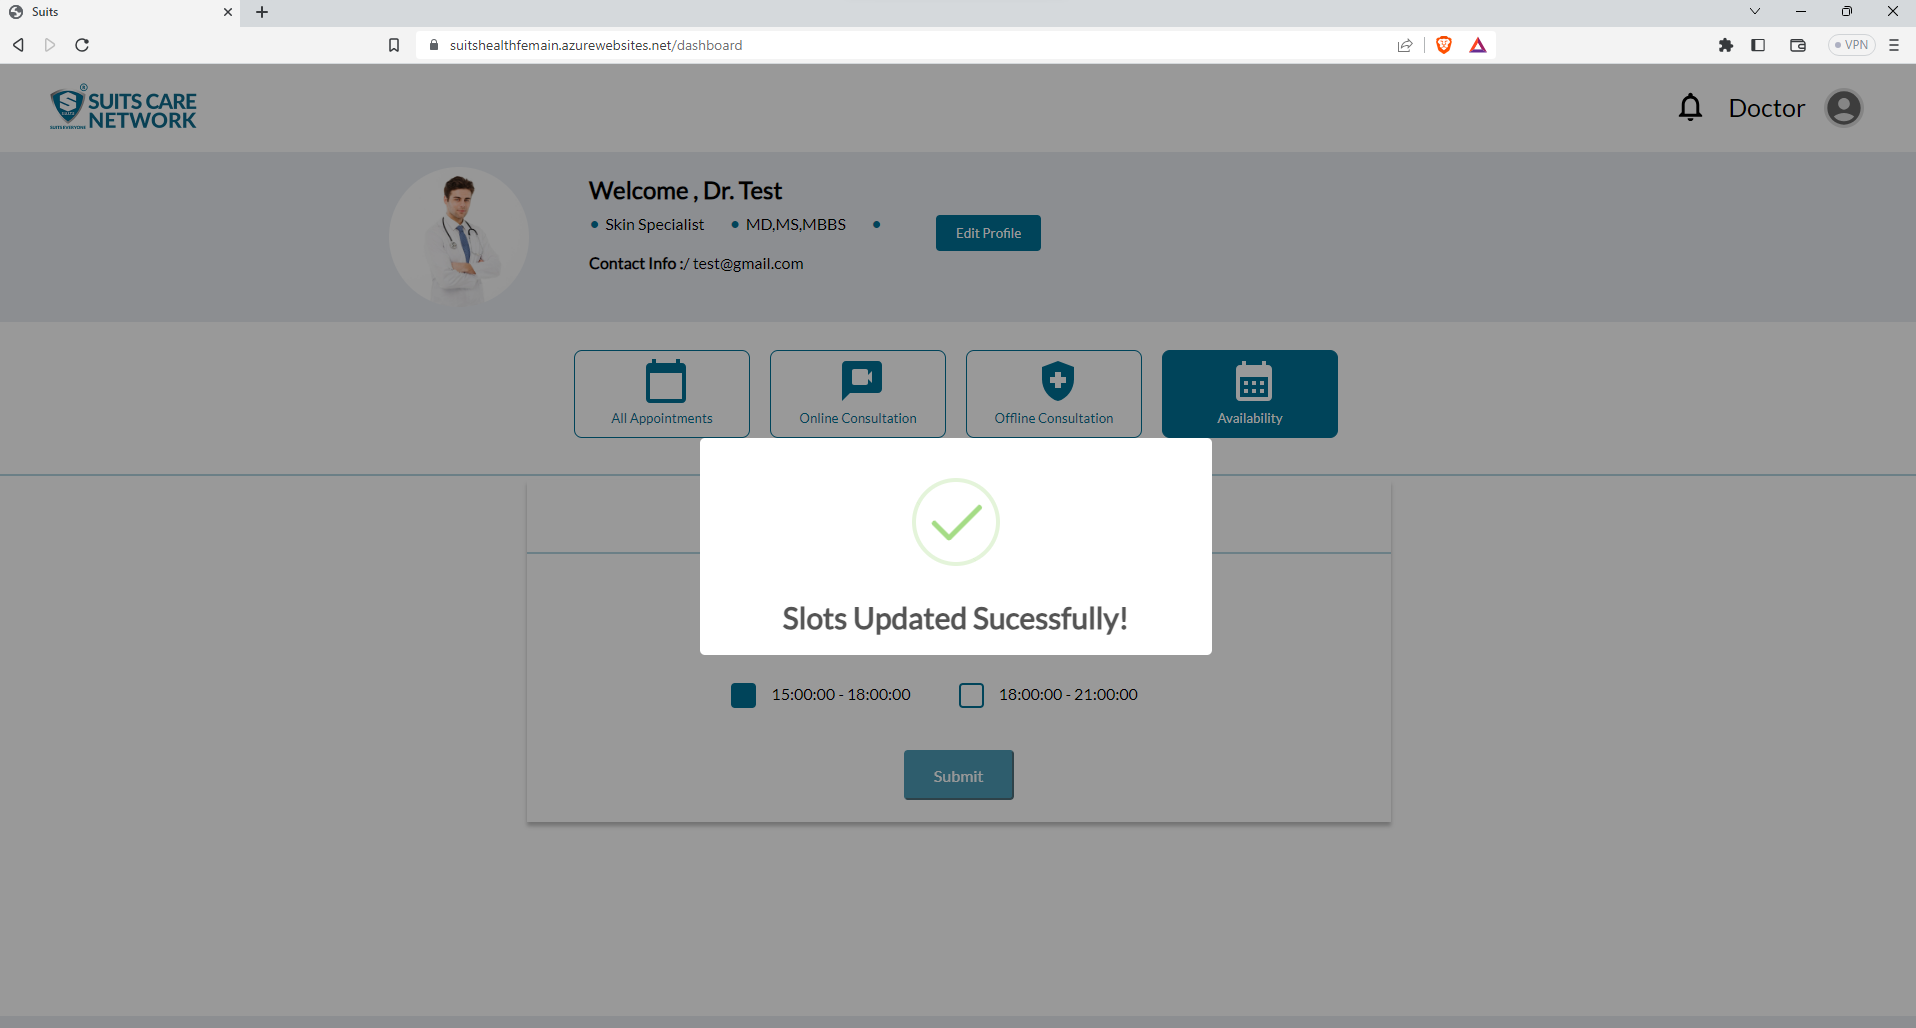 Suits
suitshealthfemain.azurewebsites.net/dashboard
VPN
SUITS CARE
NETWORK
SUITS EVERYONE
Doctor
Welcome , Dr. Test
• Skin Specialist • MD,MS,MBBS •
Edit Profile
Contact Info :/ test@gmail.com
All Appointments
Online Consultation
Offline Consultation
Availability
Slots Updated Sucessfully!
15:00:00 - 18:00:00
18:00:00 - 21:00:00
Submit